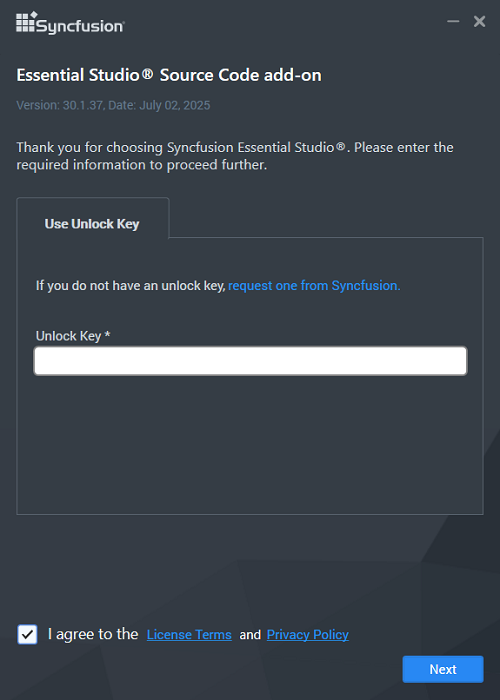 Syncfusion®
Essential Studio® Source Code add-on
Version: 30.1.37, Date: July 02, 2025
Thank you for choosing Syncfusion Essential Studio®. Please enter the
required information to proceed further.
Use Unlock Key
If you do not have an unlock key, request one from Syncfusion.
Unlock Key *
I agree to the License Terms and Privacy Policy
Next